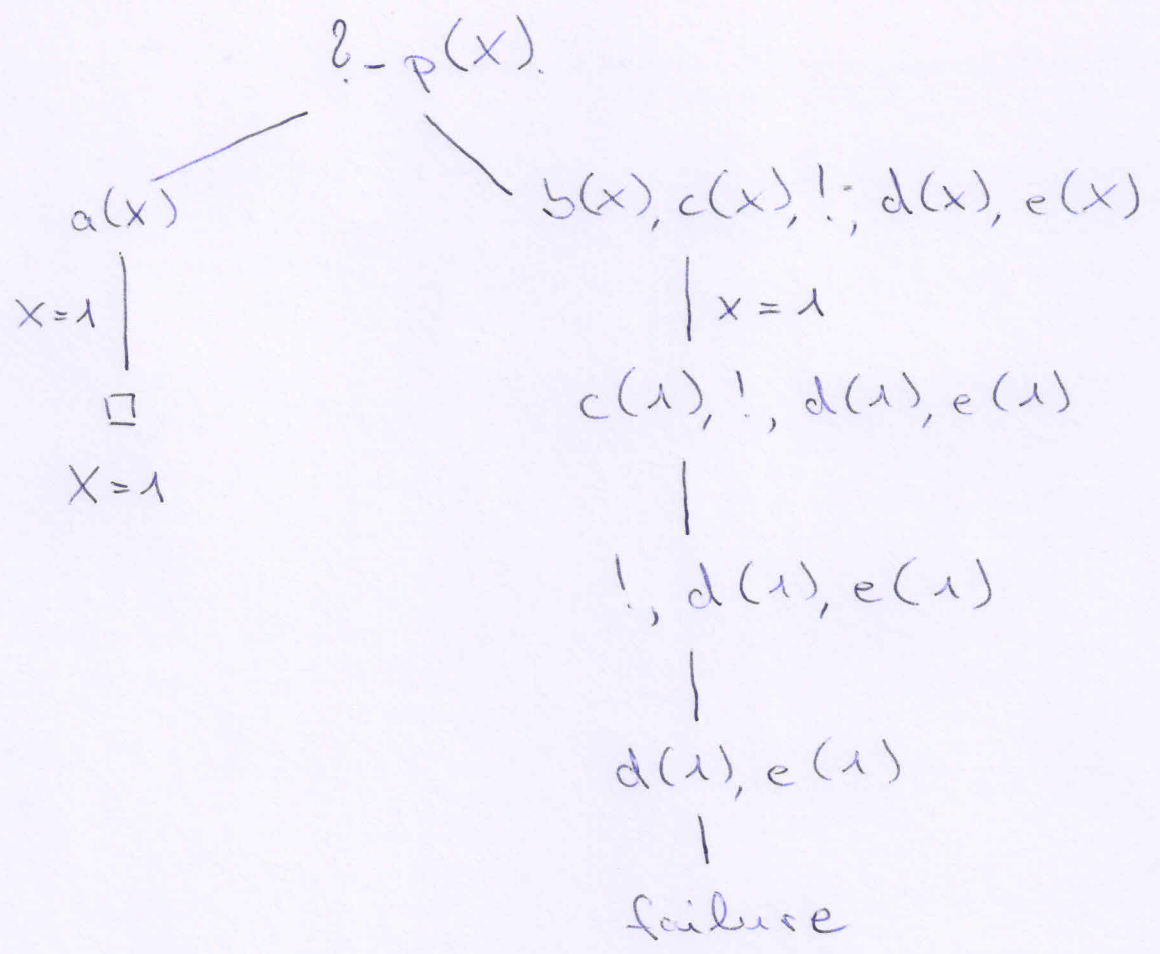 ?- p(X).
a(X)
b(X), c(X), !, d(X), e(X)
X=1
X = 1
□
c(1), !, d(1), e(1)
X=1
!, d(1), e(1)
d(1), e(1)
failure